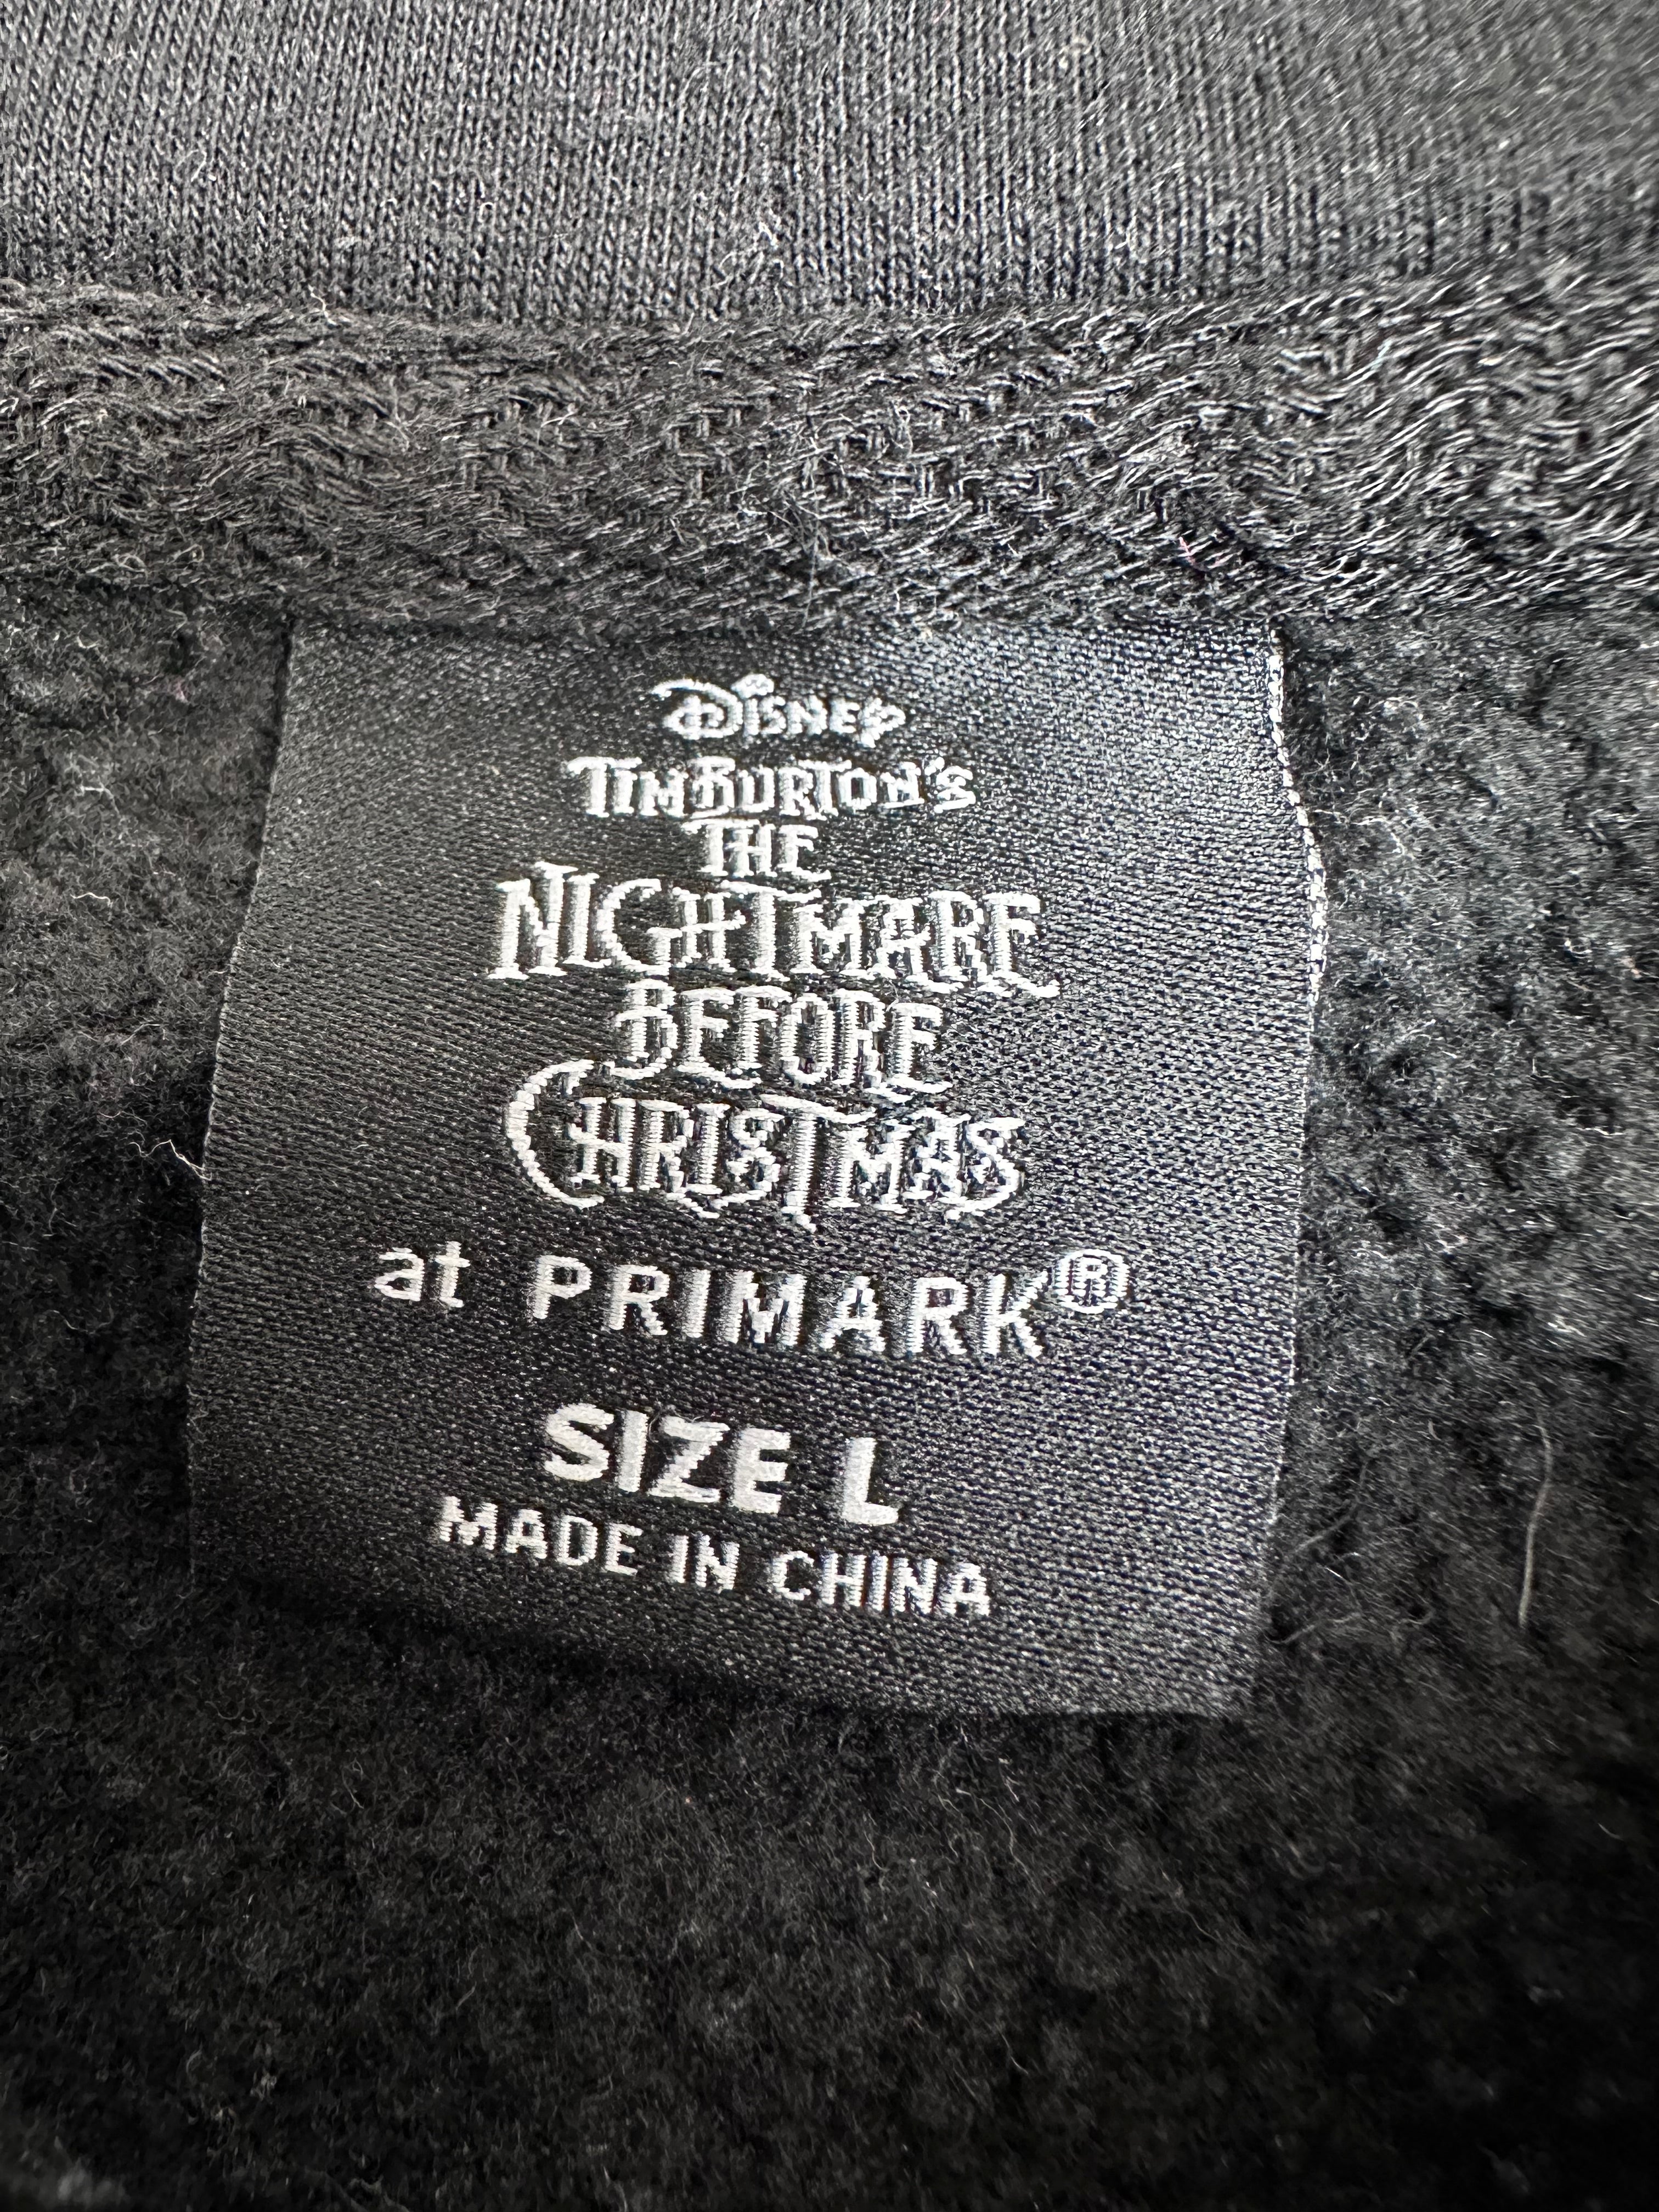 Disney
TIM BURTON'S
THE
NIGHTMARE
BEFORE
CHRISTMAS
at PRIMARK®
SIZE L
MADE IN CHINA